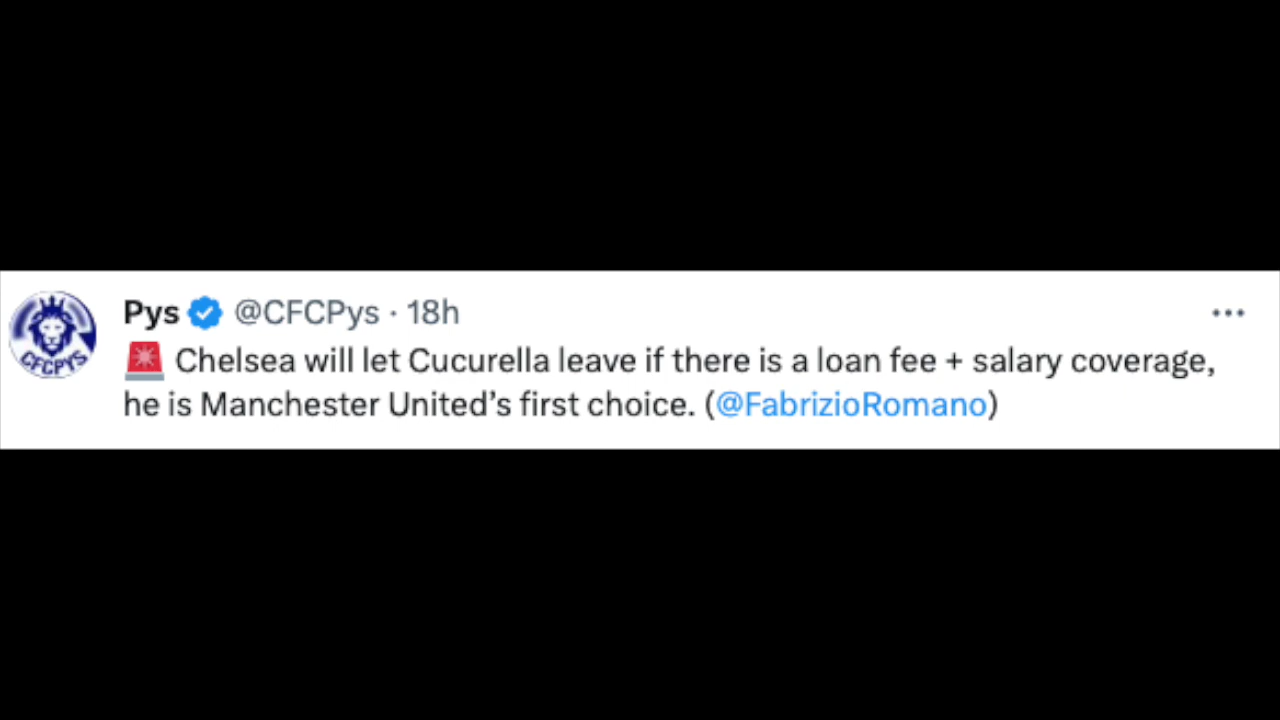 Pys @CFCPys · 18h
🚨 Chelsea will let Cucurella leave if there is a loan fee + salary coverage,
he is Manchester United’s first choice. (@FabrizioRomano)
CFCPYS